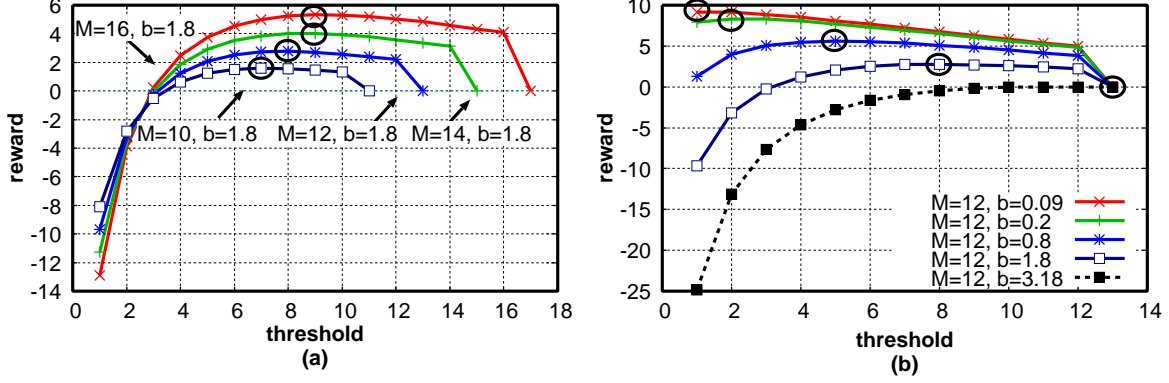 6
4
2
0
-2
-4
-6
-8
-10
-12
-14
reward
M=16, b=1.8
M=10, b=1.8
M=12, b=1.8
M=14, b=1.8
0 2 4 6 8 10 12 14 16 18
threshold
(a)
10
5
0
-5
-10
-15
-20
-25
reward
M=12, b=0.09
M=12, b=0.2
M=12, b=0.8
M=12, b=1.8
M=12, b=3.18
0 2 4 6 8 10 12 14
threshold
(b)